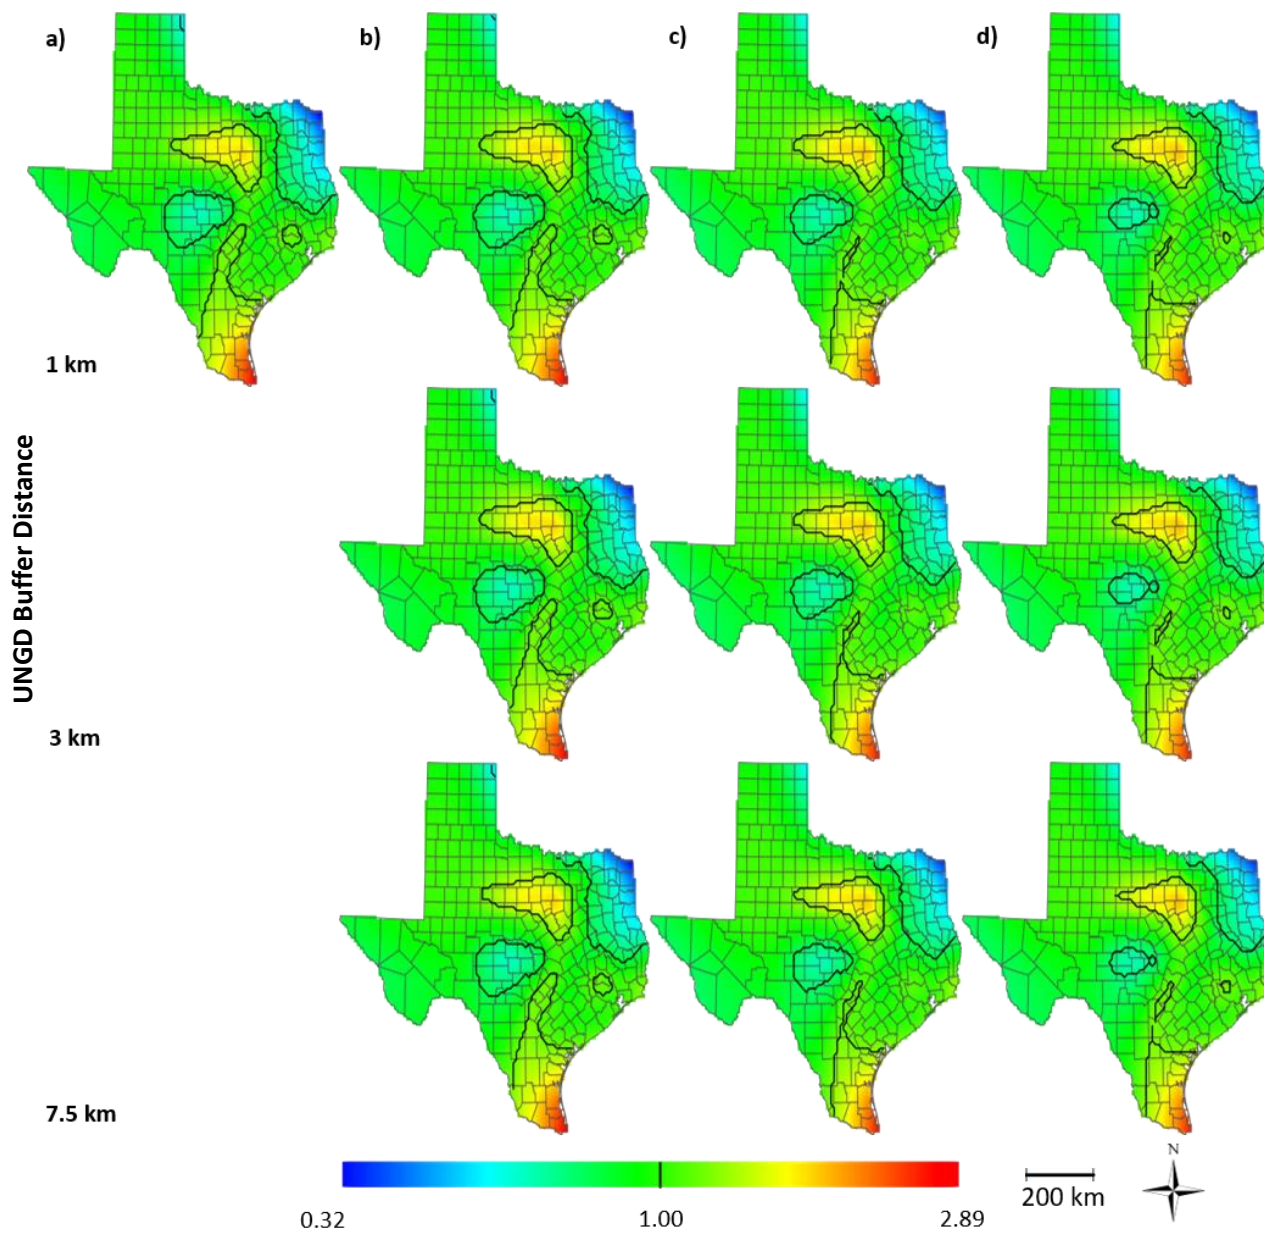 a)
b)
c)
d)
1 km
UNGD Buffer Distance
3 km
7.5 km
N
200 km
0.32
1.00
2.89